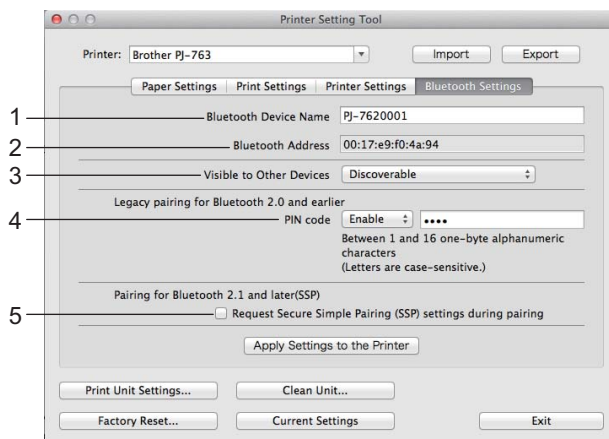 Printer Setting Tool
Printer: Brother PJ-763 Import Export
Paper Settings Print Settings Printer Settings Bluetooth Settings
1 Bluetooth Device Name PJ-7620001
2 Bluetooth Address 00:17:e9:f0:4a:94
3 Visible to Other Devices Discoverable
Legacy pairing for Bluetooth 2.0 and earlier
4 PIN code Enable ••••
Between 1 and 16 one-byte alphanumeric
characters
(Letters are case-sensitive.)
Pairing for Bluetooth 2.1 and later(SSP)
5 Request Secure Simple Pairing (SSP) settings during pairing
Apply Settings to the Printer
Print Unit Settings... Clean Unit...
Factory Reset... Current Settings Exit